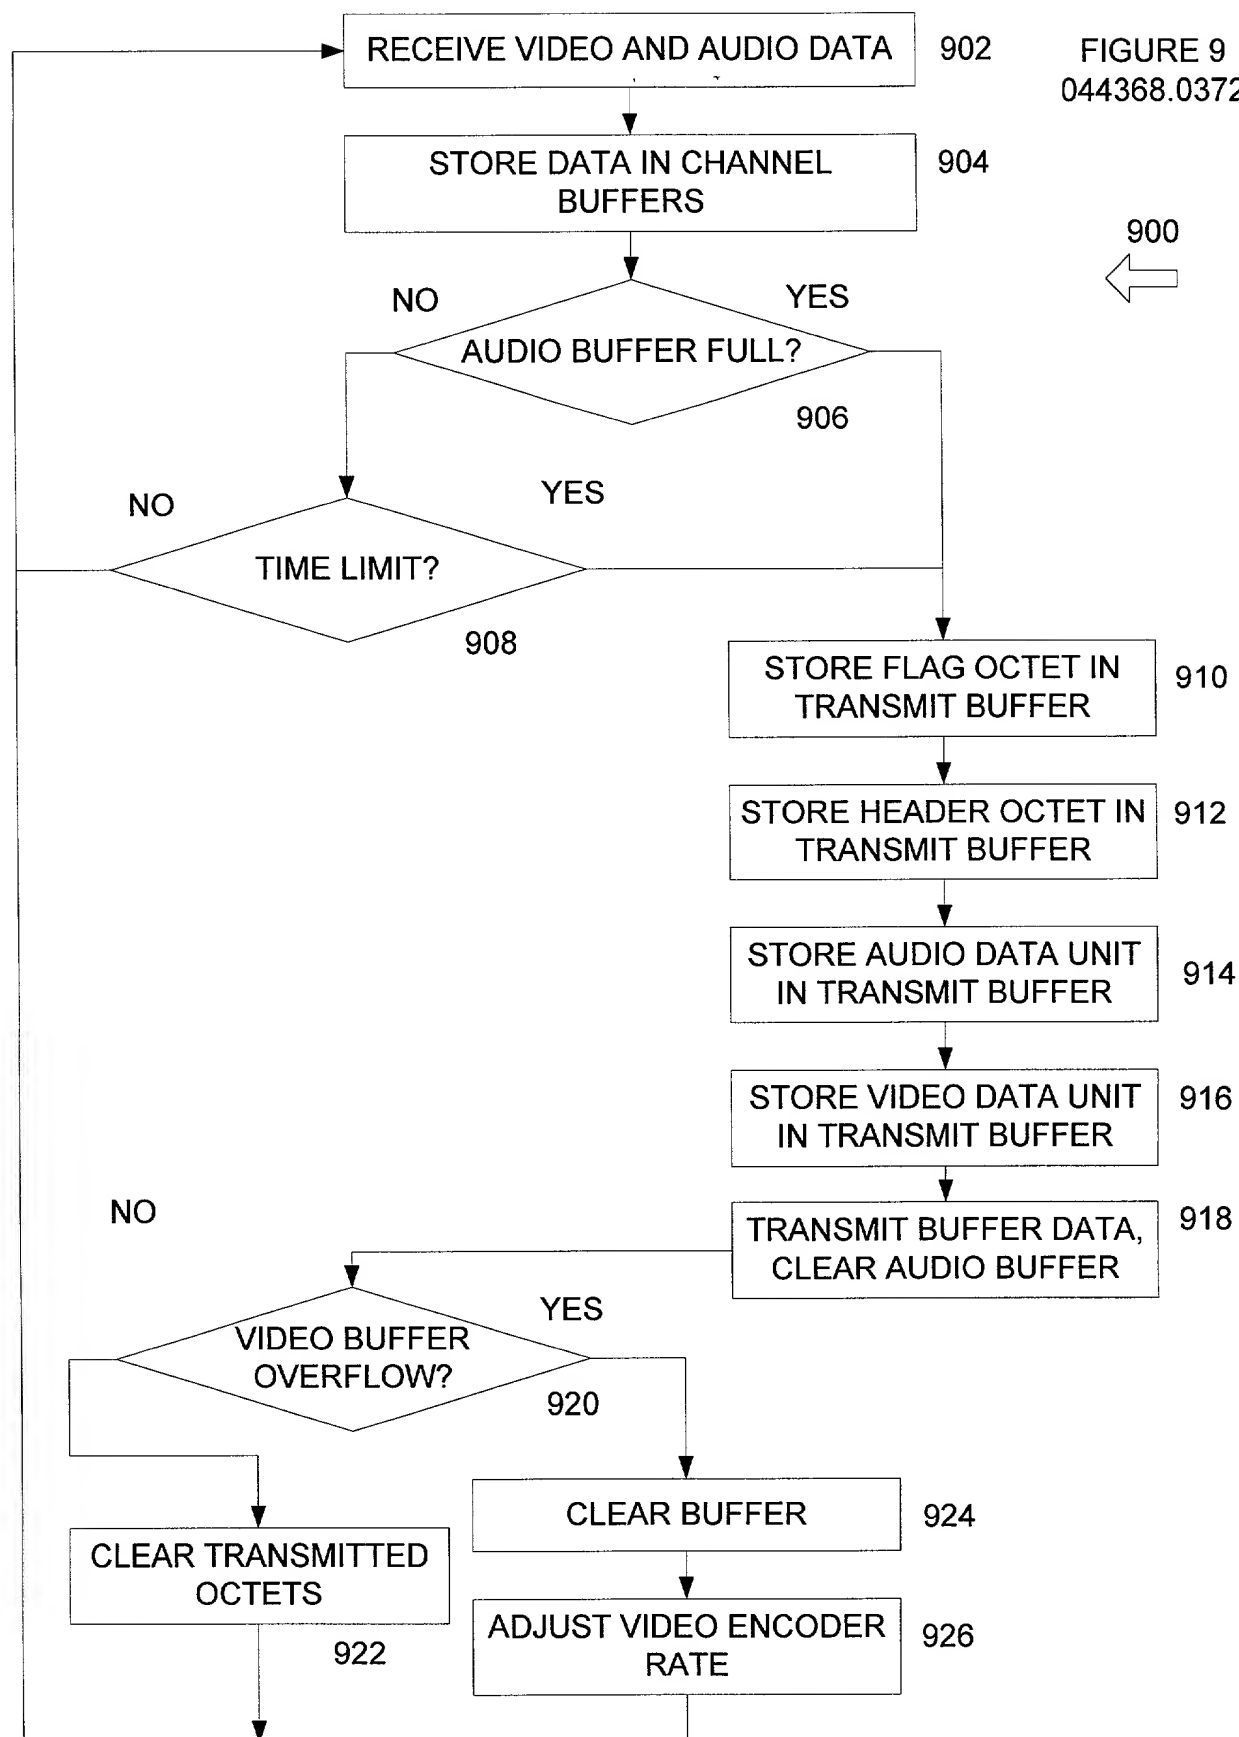 RECEIVE VIDEO AND AUDIO DATA
902
FIGURE 9
044368.0372
STORE DATA IN CHANNEL
BUFFERS
904
900
NO
YES
AUDIO BUFFER FULL?
906
NO
YES
TIME LIMIT?
908
STORE FLAG OCTET IN
TRANSMIT BUFFER
910
STORE HEADER OCTET IN
TRANSMIT BUFFER
912
STORE AUDIO DATA UNIT
IN TRANSMIT BUFFER
914
STORE VIDEO DATA UNIT
IN TRANSMIT BUFFER
916
NO
TRANSMIT BUFFER DATA,
CLEAR AUDIO BUFFER
918
YES
VIDEO BUFFER
OVERFLOW?
920
CLEAR BUFFER
924
CLEAR TRANSMITTED
OCTETS
922
ADJUST VIDEO ENCODER
RATE
926